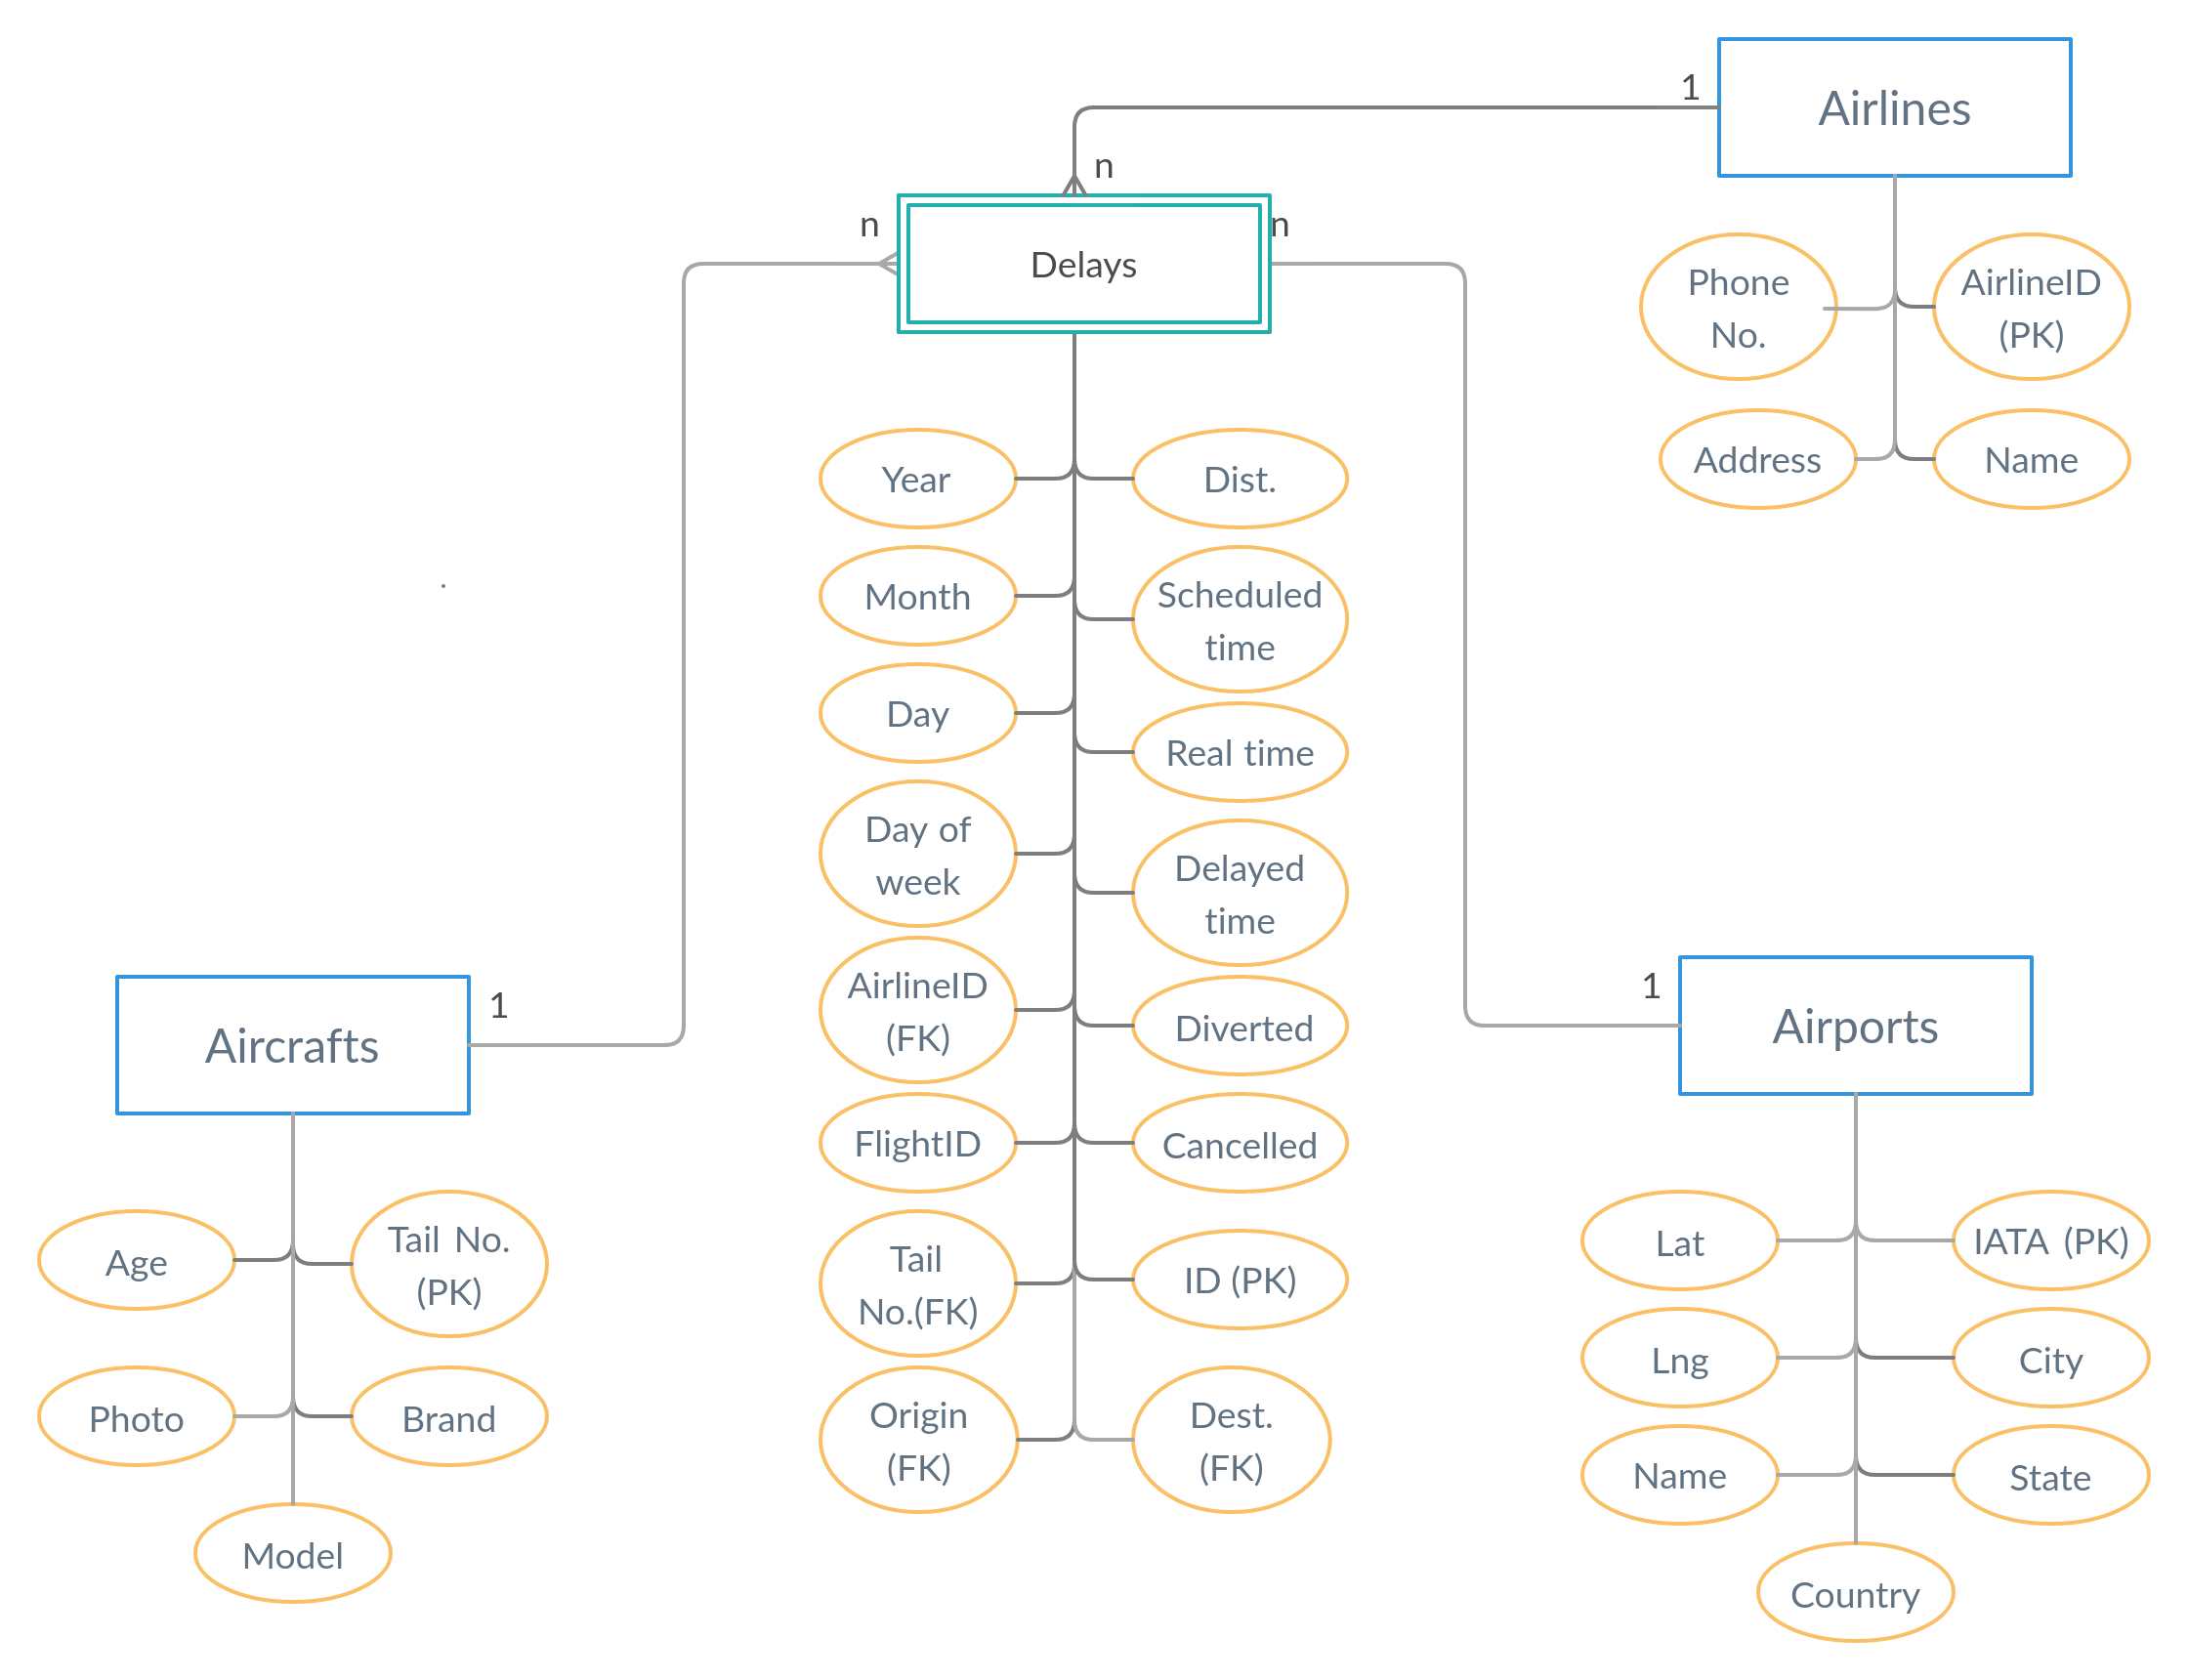 1
Airlines
n
n
n
Delays
Phone
No.
AirlineID
(PK)
Address
Name
Year
Dist.
Month
Scheduled
time
Day
Real time
Day of
week
Delayed
time
AirlineID
(FK)
Diverted
FlightID
Cancelled
Tail
No.(FK)
ID (PK)
Origin
(FK)
Dest.
(FK)
Aircrafts
1
Age
Tail No.
(PK)
Photo
Brand
Model
1
Airports
Lat
IATA (PK)
Lng
City
Name
State
Country